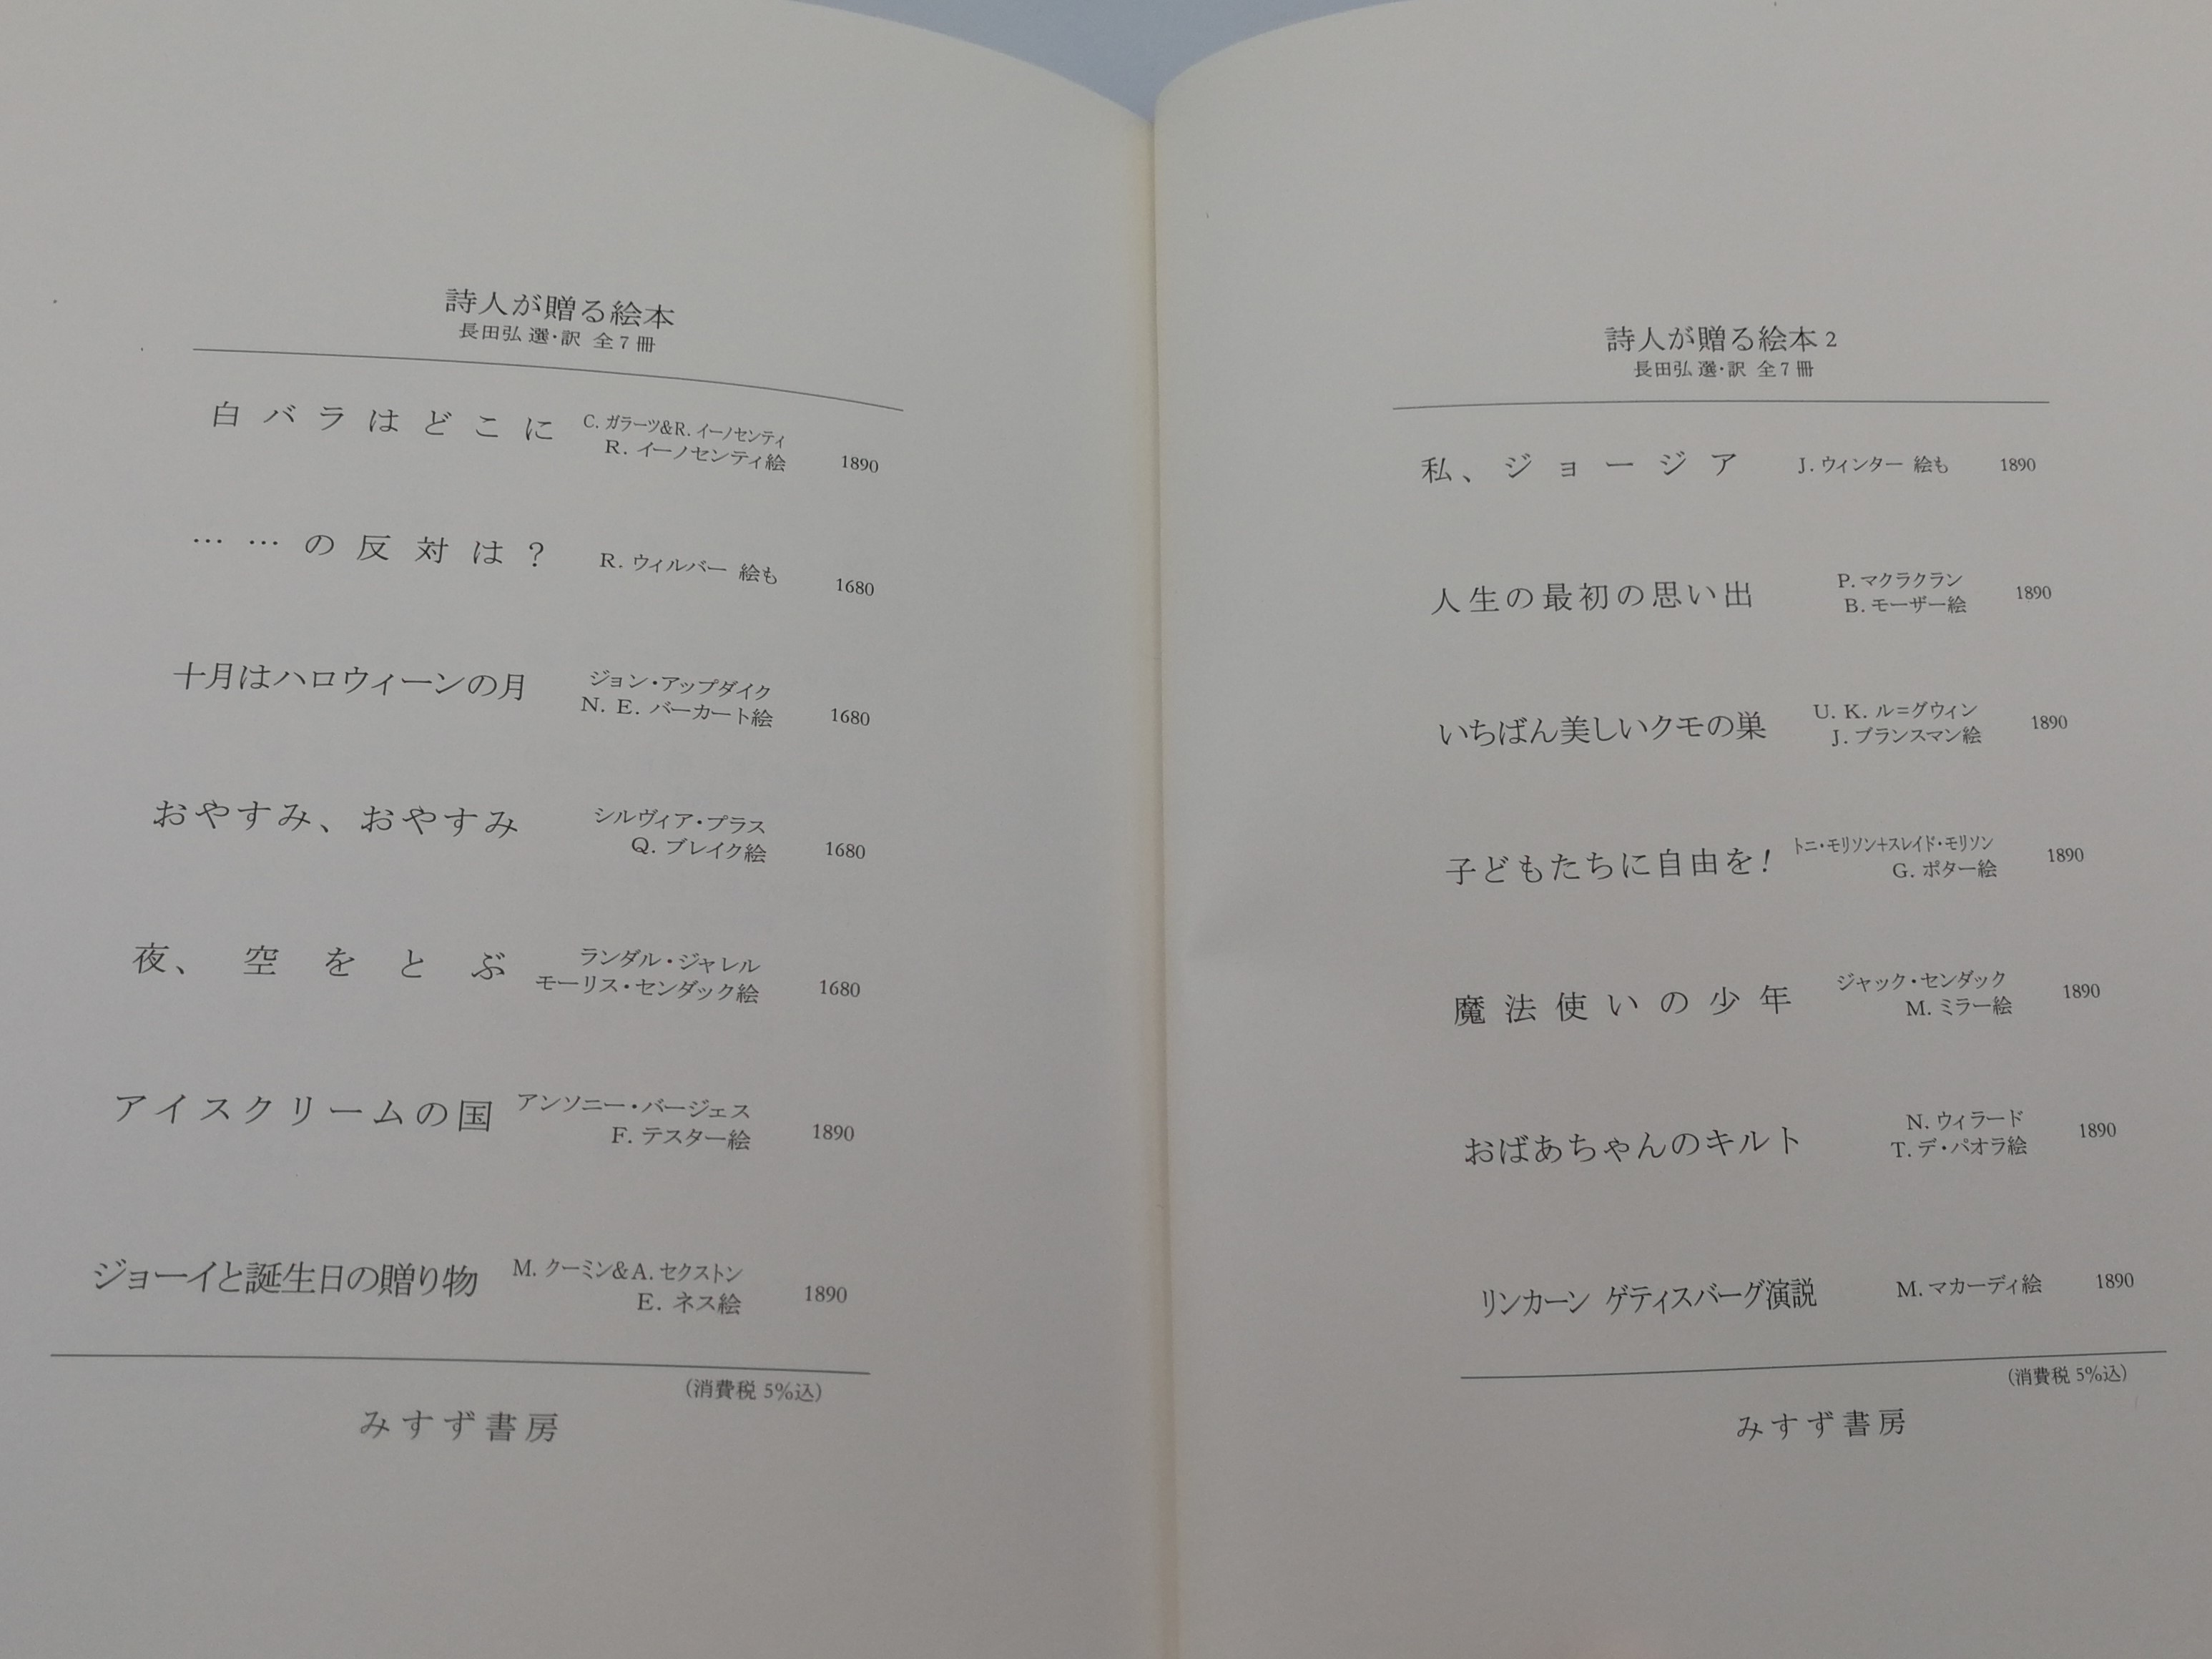 詩人が贈る絵本
長田弘 選・訳 全7冊
白バラはどこに C. ガラーツ&R. イーノセンティ
R. イーノセンティ絵 1890
……の反対は? R. ウィルバー 絵も 1680
十月はハロウィーンの月 ジョン・アップダイク
N. E. バーカート絵 1680
おやすみ、おやすみ シルヴィア・プラス
Q. ブレイク絵 1680
夜、空をとぶ ランダル・ジャレル
モーリス・センダック絵 1680
アイスクリームの国 アンソニー・バージェス
F. テスター絵 1890
ジョーイと誕生日の贈り物 M. クーミン&A. セクストン
E. ネス絵 1890
(消費税 5%込)
みすず書房
詩人が贈る絵本 2
長田弘 選・訳 全7冊
私、ジョージア J. ウィンター 絵も 1890
人生の最初の思い出 P. マクラクラン
B. モーザー絵 1890
いちばん美しいクモの巣 U. K. ル=グウィン
J. ブランスマン絵 1890
子どもたちに自由を! トニ・モリソン+スレイド・モリソン
G. ポター絵 1890
魔法使いの少年 ジャック・センダック
M. ミラー絵 1890
おばあちゃんのキルト N. ウィラード
T. デ・パオラ絵 1890
リンカーン ゲティスバーグ演説 M. マカーディ絵 1890
(消費税 5%込)
みすず書房